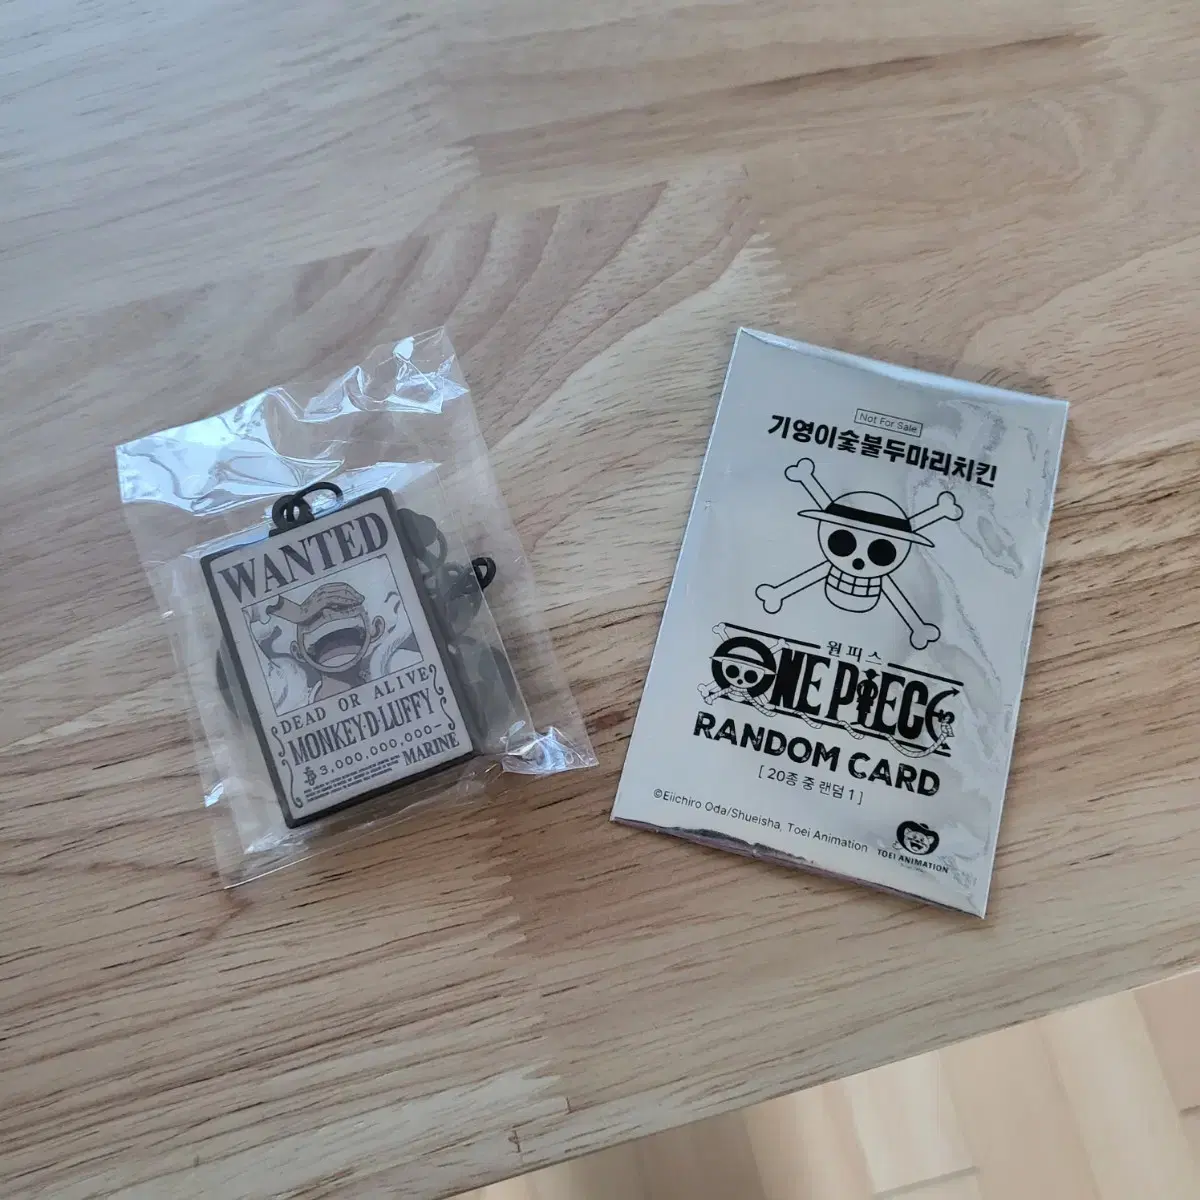 WANTED
DEAD OR ALIVE
MONKEY·D·LUFFY
3,000,000,000-
MARINE
Not For Sale
기영이숯불두마리치킨
원피스
ONE PIECE
RANDOM CARD
[ 20종 중 랜덤 1 ]
©Eiichiro Oda/Shueisha, Toei Animation
TOEI ANIMATION